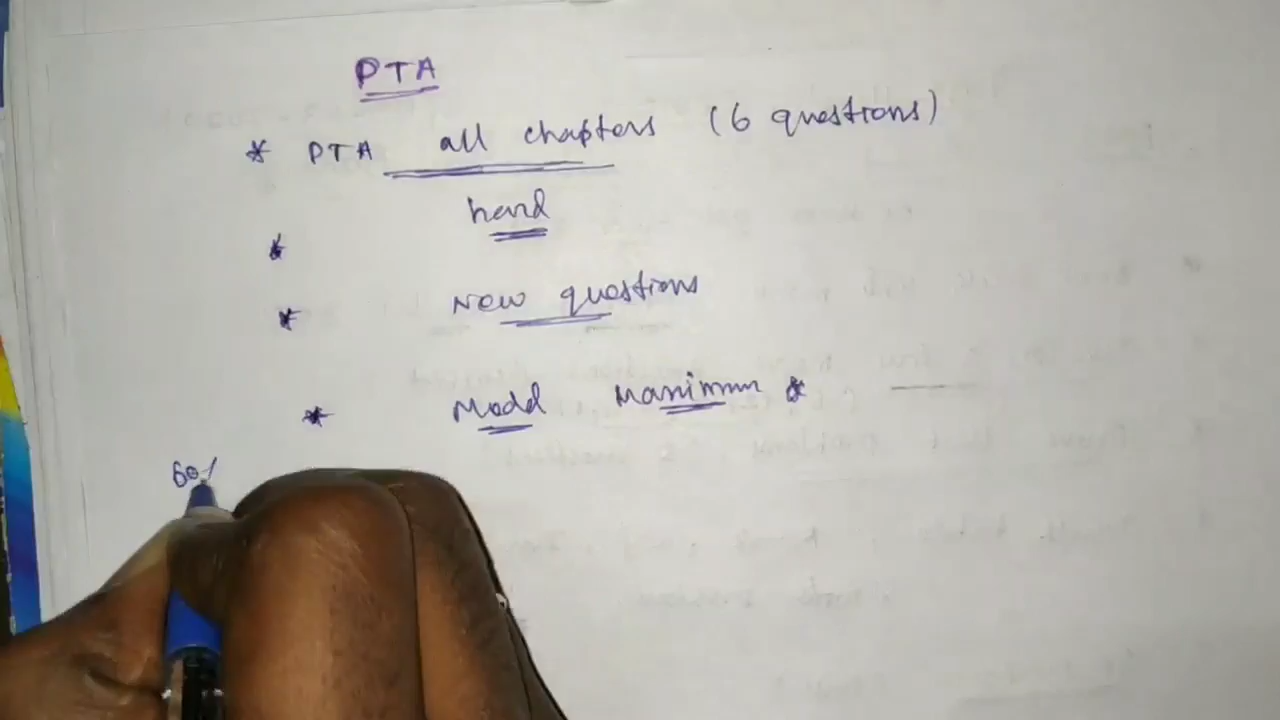 PTA
* PTA all chapters (6 questions)
hard
*
* New questions
* Model Maximum *
60%